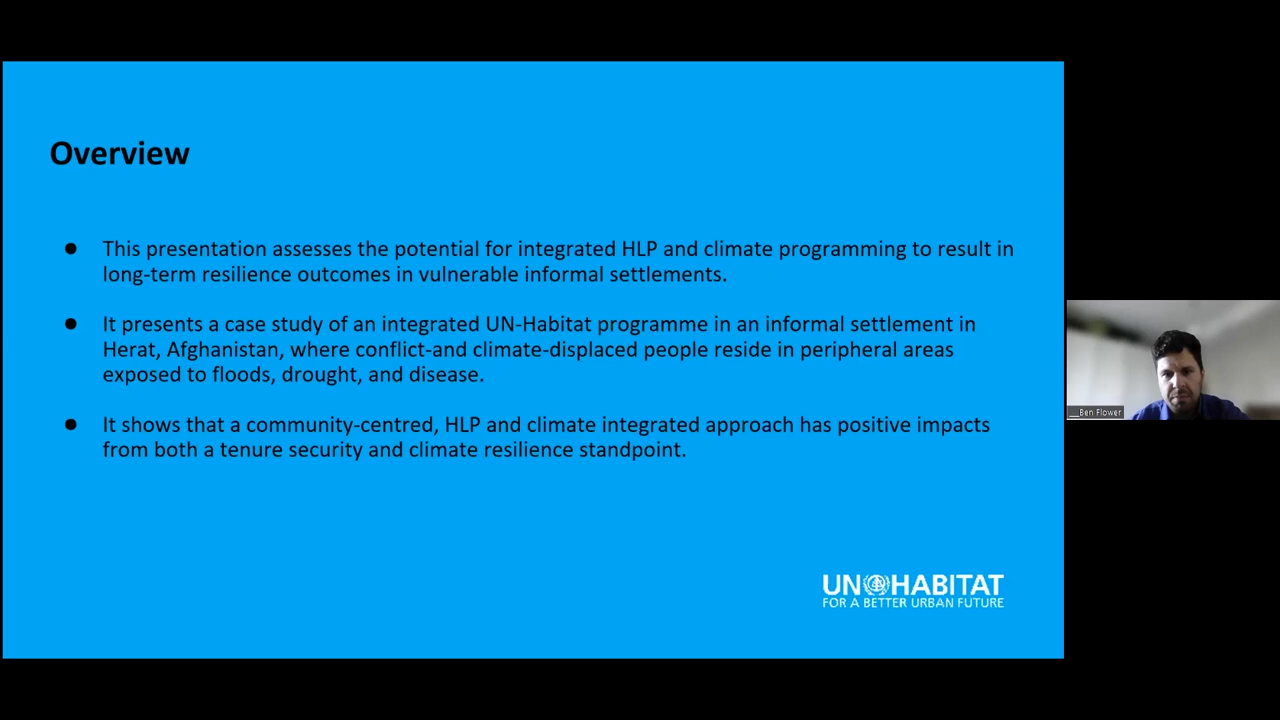 Overview
● This presentation assesses the potential for integrated HLP and climate programming to result in
long-term resilience outcomes in vulnerable informal settlements.
● It presents a case study of an integrated UN-Habitat programme in an informal settlement in
Herat, Afghanistan, where conflict-and climate-displaced people reside in peripheral areas
exposed to floods, drought, and disease.
● It shows that a community-centred, HLP and climate integrated approach has positive impacts
from both a tenure security and climate resilience standpoint.
__Ben Flower
UN HABITAT
FOR A BETTER URBAN FUTURE